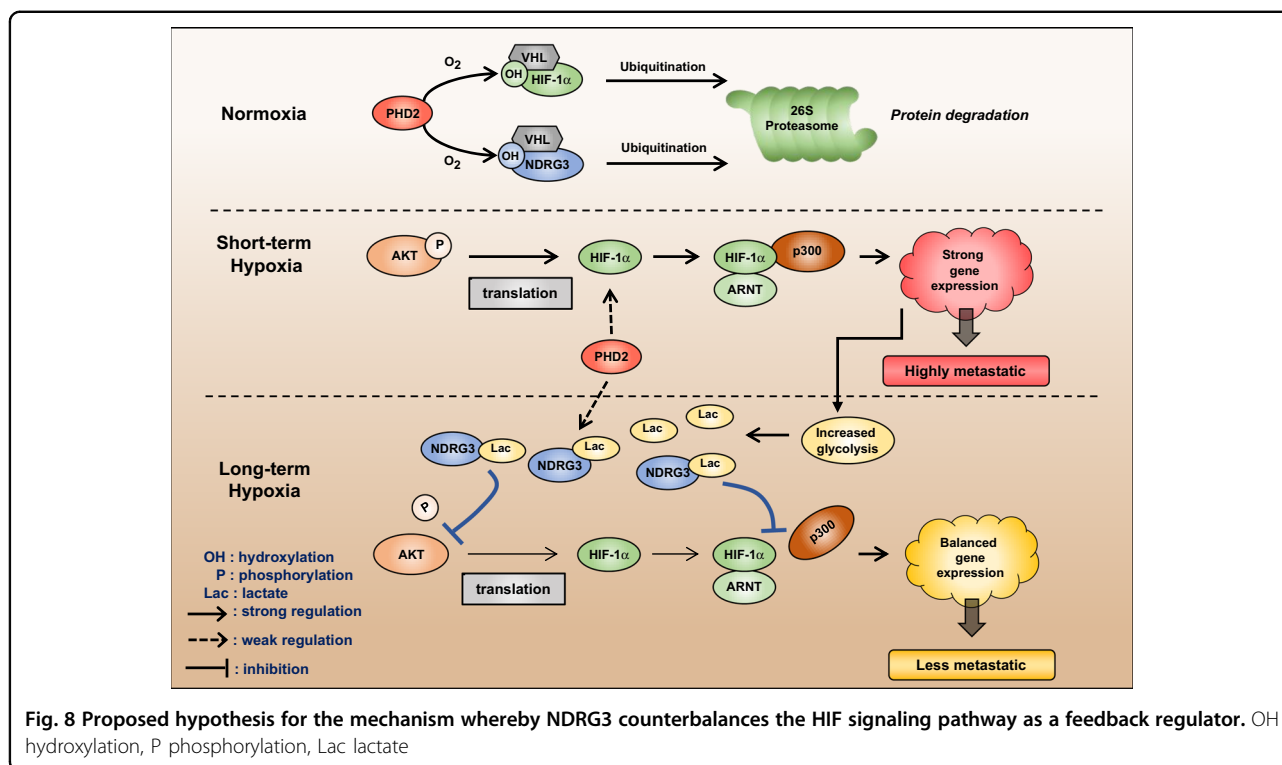 VHL
O2
OH
HIF-1α
Ubiquitination
Normoxia
PHD2
26S
Proteasome
Protein degradation
VHL
O2
OH
NDRG3
Ubiquitination
Short-term
Hypoxia
AKT
P
HIF-1α
HIF-1α
p300
ARNT
Strong
gene
expression
translation
PHD2
Highly metastatic
Lac
Lac
Increased
glycolysis
NDRG3
Lac
NDRG3
Lac
NDRG3
Lac
Long-term
Hypoxia
P
AKT
HIF-1α
HIF-1α
ARNT
p300
Balanced
gene
expression
translation
Less metastatic
OH : hydroxylation
P : phosphorylation
Lac : lactate
: strong regulation
: weak regulation
: inhibition
Fig. 8 Proposed hypothesis for the mechanism whereby NDRG3 counterbalances the HIF signaling pathway as a feedback regulator. OH
hydroxylation, P phosphorylation, Lac lactate